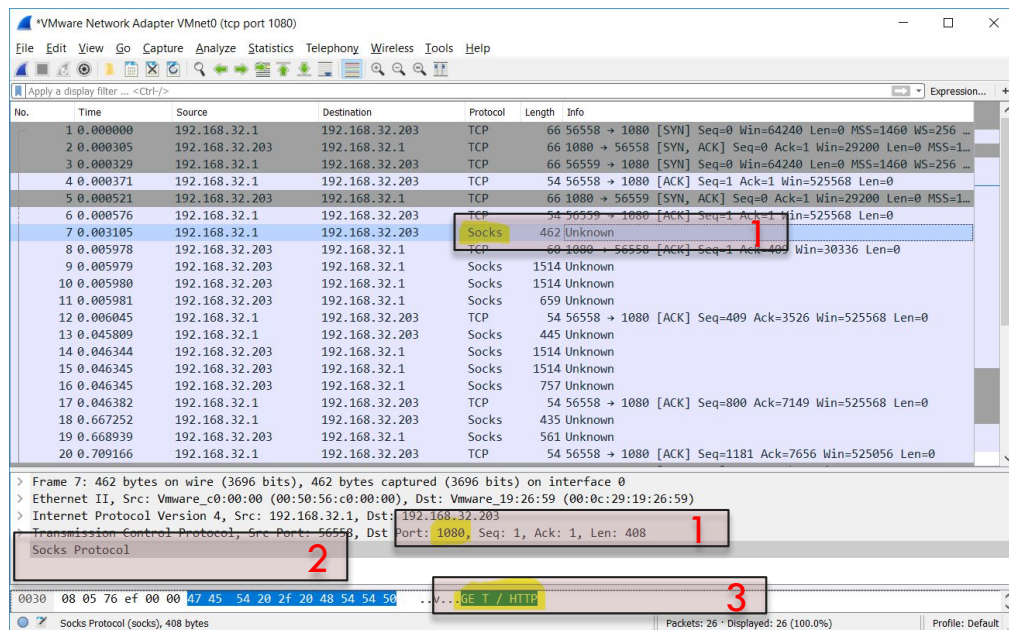 *VMware Network Adapter VMnet0 (tcp port 1080)
File Edit View Go Capture Analyze Statistics Telephony Wireless Tools Help
Apply a display filter ... <Ctrl-/> Expression... +
No. Time Source Destination Protocol Length Info
1 0.000000 192.168.32.1 192.168.32.203 TCP 66 56558 → 1080 [SYN] Seq=0 Win=64240 Len=0 MSS=1460 WS=256 …
2 0.000305 192.168.32.203 192.168.32.1 TCP 66 1080 → 56558 [SYN, ACK] Seq=0 Ack=1 Win=29200 Len=0 MSS=1…
3 0.000329 192.168.32.1 192.168.32.203 TCP 66 56559 → 1080 [SYN] Seq=0 Win=64240 Len=0 MSS=1460 WS=256 …
4 0.000371 192.168.32.1 192.168.32.203 TCP 54 56558 → 1080 [ACK] Seq=1 Ack=1 Win=525568 Len=0
5 0.000521 192.168.32.203 192.168.32.1 TCP 66 1080 → 56559 [SYN, ACK] Seq=0 Ack=1 Win=29200 Len=0 MSS=1…
6 0.000576 192.168.32.1 192.168.32.203 TCP 54 56559 → 1080 [ACK] Seq=1 Ack=1 Win=525568 Len=0
7 0.003105 192.168.32.1 192.168.32.203 Socks 462 Unknown 1
8 0.005978 192.168.32.203 192.168.32.1 TCP 60 1080 → 56558 [ACK] Seq=1 Ack=409 Win=30336 Len=0
9 0.005979 192.168.32.203 192.168.32.1 Socks 1514 Unknown
10 0.005980 192.168.32.203 192.168.32.1 Socks 1514 Unknown
11 0.005981 192.168.32.203 192.168.32.1 Socks 659 Unknown
12 0.006045 192.168.32.1 192.168.32.203 TCP 54 56558 → 1080 [ACK] Seq=409 Ack=3526 Win=525568 Len=0
13 0.045809 192.168.32.1 192.168.32.203 Socks 445 Unknown
14 0.046344 192.168.32.203 192.168.32.1 Socks 1514 Unknown
15 0.046345 192.168.32.203 192.168.32.1 Socks 1514 Unknown
16 0.046345 192.168.32.203 192.168.32.1 Socks 757 Unknown
17 0.046382 192.168.32.1 192.168.32.203 TCP 54 56558 → 1080 [ACK] Seq=800 Ack=7149 Win=525568 Len=0
18 0.667252 192.168.32.1 192.168.32.203 Socks 435 Unknown
19 0.668939 192.168.32.203 192.168.32.1 Socks 561 Unknown
20 0.709166 192.168.32.1 192.168.32.203 TCP 54 56558 → 1080 [ACK] Seq=1181 Ack=7656 Win=525056 Len=0
> Frame 7: 462 bytes on wire (3696 bits), 462 bytes captured (3696 bits) on interface 0
> Ethernet II, Src: Vmware_c0:00:00 (00:50:56:c0:00:00), Dst: Vmware_19:26:59 (00:0c:29:19:26:59)
> Internet Protocol Version 4, Src: 192.168.32.1, Dst: 192.168.32.203
> Transmission Control Protocol, Src Port: 56558, Dst Port: 1080, Seq: 1, Ack: 1, Len: 408 1
Socks Protocol 2
0030 08 05 76 ef 00 00 47 45 54 20 2f 20 48 54 54 50 ..v...GE T / HTTP 3
Socks Protocol (socks), 408 bytes Packets: 26 · Displayed: 26 (100.0%) Profile: Default